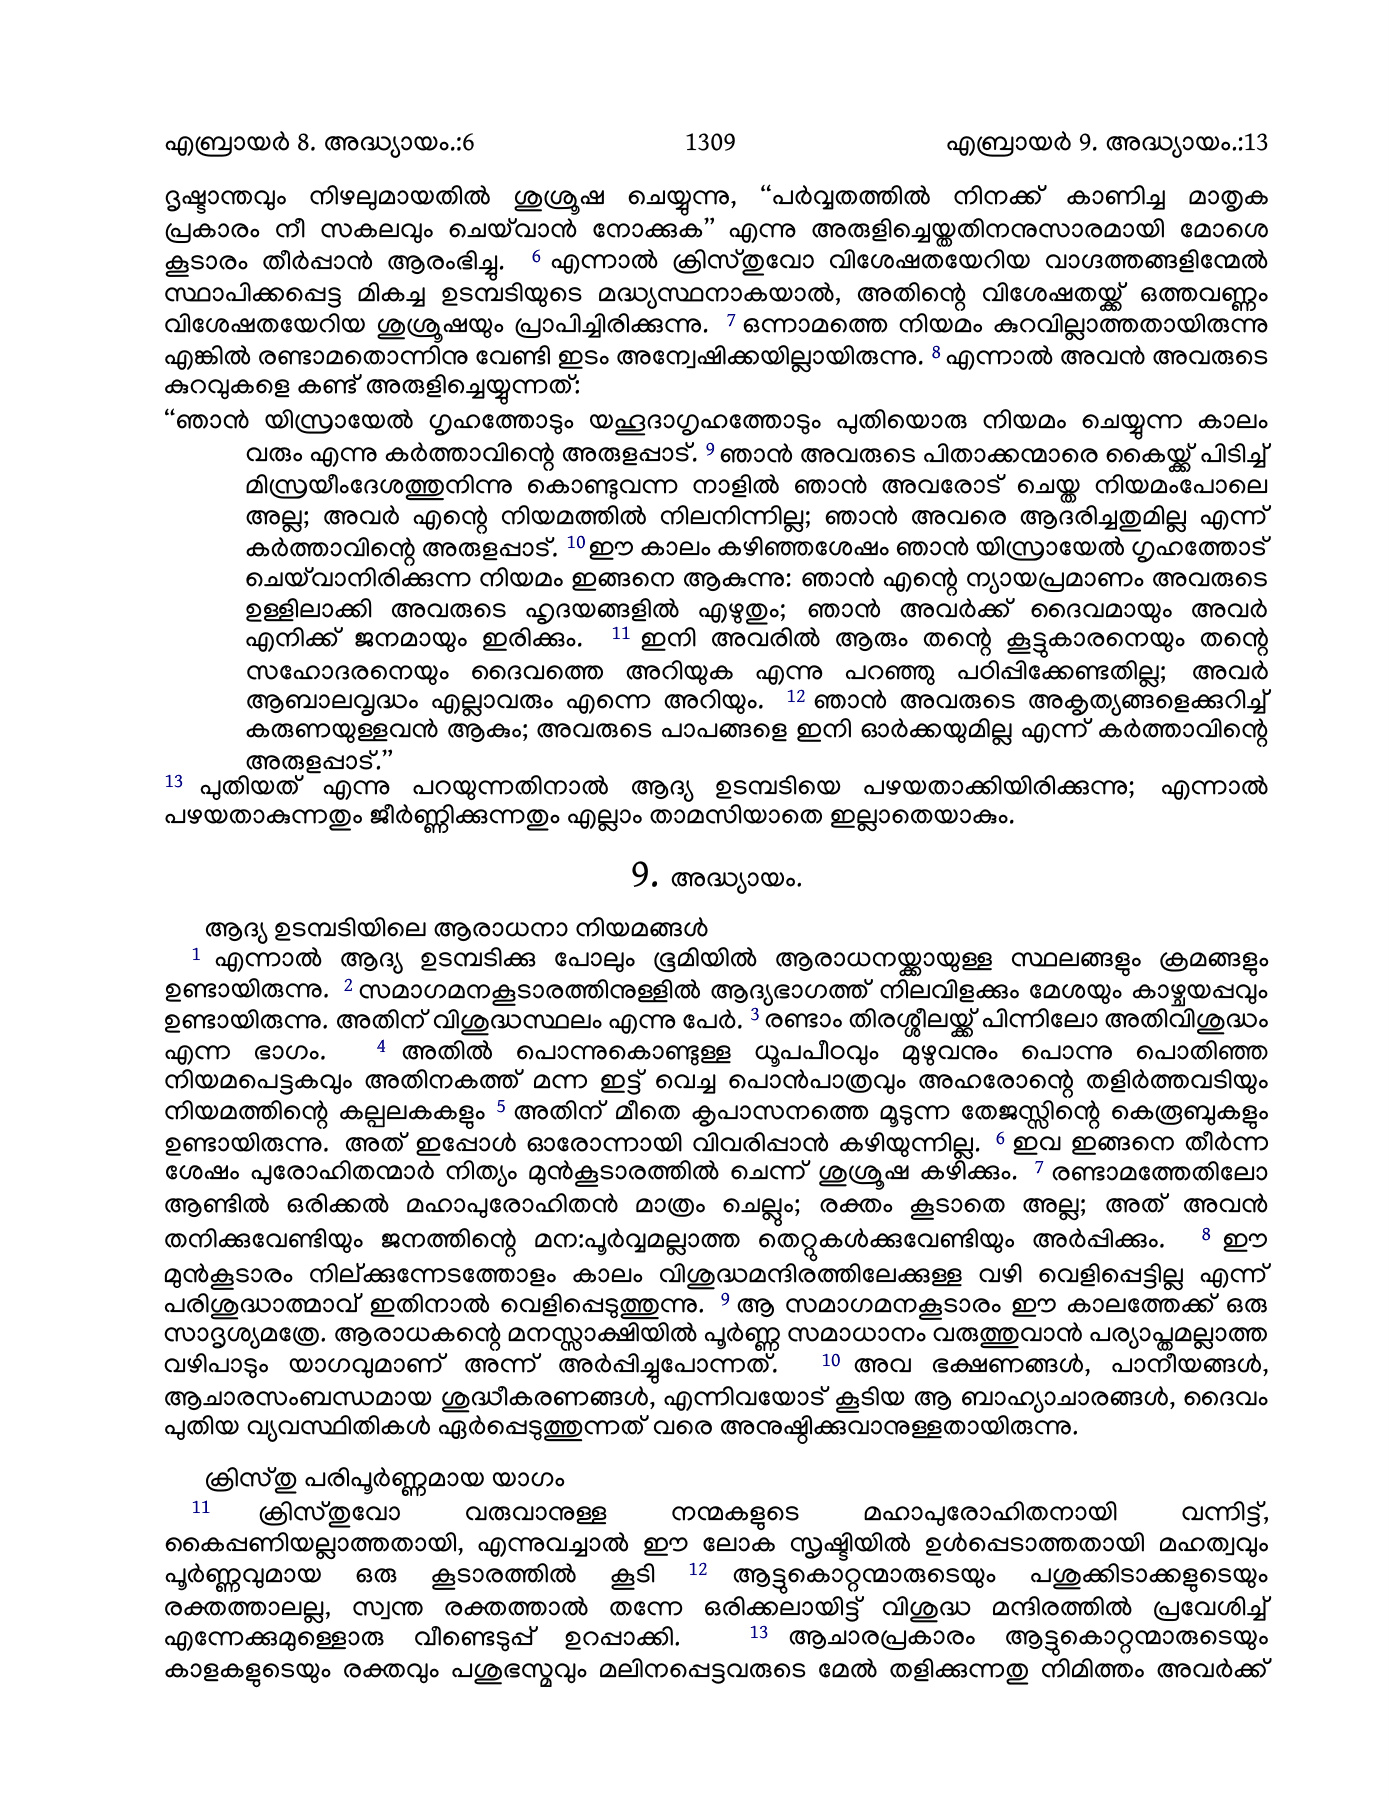 എബ്രായർ 8. അദ്ധ്യായം.:6 1309 എബ്രായർ 9. അദ്ധ്യായം.:13
ദൃഷ്ടാന്തവും നിഴലുമായതിൽ ശുശ്രൂഷ ചെയ്യുന്നു, “പർവ്വതത്തിൽ നിനക്ക് കാണിച്ച മാതൃക
പ്രകാരം നീ സകലവും ചെയ്‌വാൻ നോക്കുക” എന്നു അരുളിച്ചെയ്തതിനനുസാരമായി മോശെ
കൂടാരം തീർപ്പാൻ ആരംഭിച്ചു. 6 എന്നാൽ ക്രിസ്തുവോ വിശേഷതയേറിയ വാഗ്ദത്തങ്ങളിന്മേൽ
സ്ഥാപിക്കപ്പെട്ട മികച്ച ഉടമ്പടിയുടെ മദ്ധ്യസ്ഥനാകയാൽ, അതിന്റെ വിശേഷതയ്ക്ക് ഒത്തവണ്ണം
വിശേഷതയേറിയ ശുശ്രൂഷയും പ്രാപിച്ചിരിക്കുന്നു. 7 ഒന്നാമത്തെ നിയമം കുറവില്ലാത്തതായിരുന്നു
എങ്കിൽ രണ്ടാമതൊന്നിനു വേണ്ടി ഇടം അന്വേഷിക്കയില്ലായിരുന്നു. 8 എന്നാൽ അവൻ അവരുടെ
കുറവുകളെ കണ്ട് അരുളിച്ചെയ്യുന്നത്:
“ഞാൻ യിസ്രായേൽ ഗൃഹത്തോടും യഹൂദാഗൃഹത്തോടും പുതിയൊരു നിയമം ചെയ്യുന്ന കാലം
വരും എന്നു കർത്താവിന്റെ അരുളപ്പാട്. 9 ഞാൻ അവരുടെ പിതാക്കന്മാരെ കൈയ്ക്ക് പിടിച്ച്
മിസ്രയീംദേശത്തുനിന്നു കൊണ്ടുവന്ന നാളിൽ ഞാൻ അവരോട് ചെയ്ത നിയമംപോലെ
അല്ല; അവർ എന്റെ നിയമത്തിൽ നിലനിന്നില്ല; ഞാൻ അവരെ ആദരിച്ചതുമില്ല എന്ന്
കർത്താവിന്റെ അരുളപ്പാട്. 10 ഈ കാലം കഴിഞ്ഞശേഷം ഞാൻ യിസ്രായേൽ ഗൃഹത്തോട്
ചെയ്‌വാനിരിക്കുന്ന നിയമം ഇങ്ങനെ ആകുന്നു: ഞാൻ എന്റെ ന്യായപ്രമാണം അവരുടെ
ഉള്ളിലാക്കി അവരുടെ ഹൃദയങ്ങളിൽ എഴുതും; ഞാൻ അവർക്ക് ദൈവമായും അവർ
എനിക്ക് ജനമായും ഇരിക്കും. 11 ഇനി അവരിൽ ആരും തന്റെ കൂട്ടുകാരനെയും തന്റെ
സഹോദരനെയും ദൈവത്തെ അറിയുക എന്നു പറഞ്ഞു പഠിപ്പിക്കേണ്ടതില്ല; അവർ
ആബാലവൃദ്ധം എല്ലാവരും എന്നെ അറിയും. 12 ഞാൻ അവരുടെ അകൃത്യങ്ങളെക്കുറിച്ച്
കരുണയുള്ളവൻ ആകും; അവരുടെ പാപങ്ങളെ ഇനി ഓർക്കയുമില്ല എന്ന് കർത്താവിന്റെ
അരുളപ്പാട്.”
13 പുതിയത് എന്നു പറയുന്നതിനാൽ ആദ്യ ഉടമ്പടിയെ പഴയതാക്കിയിരിക്കുന്നു; എന്നാൽ
പഴയതാകുന്നതും ജീർണ്ണിക്കുന്നതും എല്ലാം താമസിയാതെ ഇല്ലാതെയാകും.
9. അദ്ധ്യായം.
ആദ്യ ഉടമ്പടിയിലെ ആരാധനാ നിയമങ്ങൾ
1 എന്നാൽ ആദ്യ ഉടമ്പടിക്കു പോലും ഭൂമിയിൽ ആരാധനയ്ക്കായുള്ള സ്ഥലങ്ങളും ക്രമങ്ങളും
ഉണ്ടായിരുന്നു. 2 സമാഗമനകൂടാരത്തിനുള്ളിൽ ആദ്യഭാഗത്ത് നിലവിളക്കും മേശയും കാഴ്ചയപ്പവും
ഉണ്ടായിരുന്നു. അതിന് വിശുദ്ധസ്ഥലം എന്നു പേർ. 3 രണ്ടാം തിരശ്ശീലയ്ക്ക് പിന്നിലോ അതിവിശുദ്ധം
എന്ന ഭാഗം. 4 അതിൽ പൊന്നുകൊണ്ടുള്ള ധൂപപീഠവും മുഴുവനും പൊന്നു പൊതിഞ്ഞ
നിയമപെട്ടകവും അതിനകത്ത് മന്ന ഇട്ട് വെച്ച പൊൻപാത്രവും അഹരോന്റെ തളിർത്തവടിയും
നിയമത്തിന്റെ കല്പലകകളും 5 അതിന് മീതെ കൃപാസനത്തെ മൂടുന്ന തേജസ്സിന്റെ കെരൂബുകളും
ഉണ്ടായിരുന്നു. അത് ഇപ്പോൾ ഓരോന്നായി വിവരിപ്പാൻ കഴിയുന്നില്ല. 6 ഇവ ഇങ്ങനെ തീർന്ന
ശേഷം പുരോഹിതന്മാർ നിത്യം മുൻകൂടാരത്തിൽ ചെന്ന് ശുശ്രൂഷ കഴിക്കും. 7 രണ്ടാമത്തേതിലോ
ആണ്ടിൽ ഒരിക്കൽ മഹാപുരോഹിതൻ മാത്രം ചെല്ലും; രക്തം കൂടാതെ അല്ല; അത് അവൻ
തനിക്കുവേണ്ടിയും ജനത്തിന്റെ മന:പൂർവ്വമല്ലാത്ത തെറ്റുകൾക്കുവേണ്ടിയും അർപ്പിക്കും. 8 ഈ
മുൻകൂടാരം നില്ക്കുന്നേടത്തോളം കാലം വിശുദ്ധമന്ദിരത്തിലേക്കുള്ള വഴി വെളിപ്പെട്ടില്ല എന്ന്
പരിശുദ്ധാത്മാവ് ഇതിനാൽ വെളിപ്പെടുത്തുന്നു. 9 ആ സമാഗമനകൂടാരം ഈ കാലത്തേക്ക് ഒരു
സാദൃശ്യമത്രേ. ആരാധകന്റെ മനസ്സാക്ഷിയിൽ പൂർണ്ണ സമാധാനം വരുത്തുവാൻ പര്യാപ്തമല്ലാത്ത
വഴിപാടും യാഗവുമാണ് അന്ന് അർപ്പിച്ചുപോന്നത്. 10 അവ ഭക്ഷണങ്ങൾ, പാനീയങ്ങൾ,
ആചാരസംബന്ധമായ ശുദ്ധീകരണങ്ങൾ, എന്നിവയോട് കൂടിയ ആ ബാഹ്യാചാരങ്ങൾ, ദൈവം
പുതിയ വ്യവസ്ഥിതികൾ ഏർപ്പെടുത്തുന്നത് വരെ അനുഷ്ഠിക്കുവാനുള്ളതായിരുന്നു.
ക്രിസ്തു പരിപൂർണ്ണമായ യാഗം
11 ക്രിസ്തുവോ വരുവാനുള്ള നന്മകളുടെ മഹാപുരോഹിതനായി വന്നിട്ട്,
കൈപ്പണിയല്ലാത്തതായി, എന്നുവച്ചാൽ ഈ ലോക സൃഷ്ടിയിൽ ഉൾപ്പെടാത്തതായി മഹത്വവും
പൂർണ്ണവുമായ ഒരു കൂടാരത്തിൽ കൂടി 12 ആട്ടുകൊറ്റന്മാരുടെയും പശുക്കിടാക്കളുടെയും
രക്തത്താലല്ല, സ്വന്ത രക്തത്താൽ തന്നേ ഒരിക്കലായിട്ട് വിശുദ്ധ മന്ദിരത്തിൽ പ്രവേശിച്ച്
എന്നേക്കുമുള്ളൊരു വീണ്ടെടുപ്പ് ഉറപ്പാക്കി. 13 ആചാരപ്രകാരം ആട്ടുകൊറ്റന്മാരുടെയും
കാളകളുടെയും രക്തവും പശുഭസ്മവും മലിനപ്പെട്ടവരുടെ മേൽ തളിക്കുന്നതു നിമിത്തം അവർക്ക്